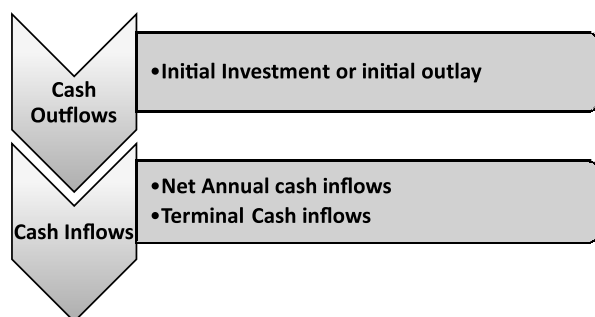 Cash
Outflows
•Initial Investment or initial outlay
Cash Inflows
•Net Annual cash inflows
•Terminal Cash inflows